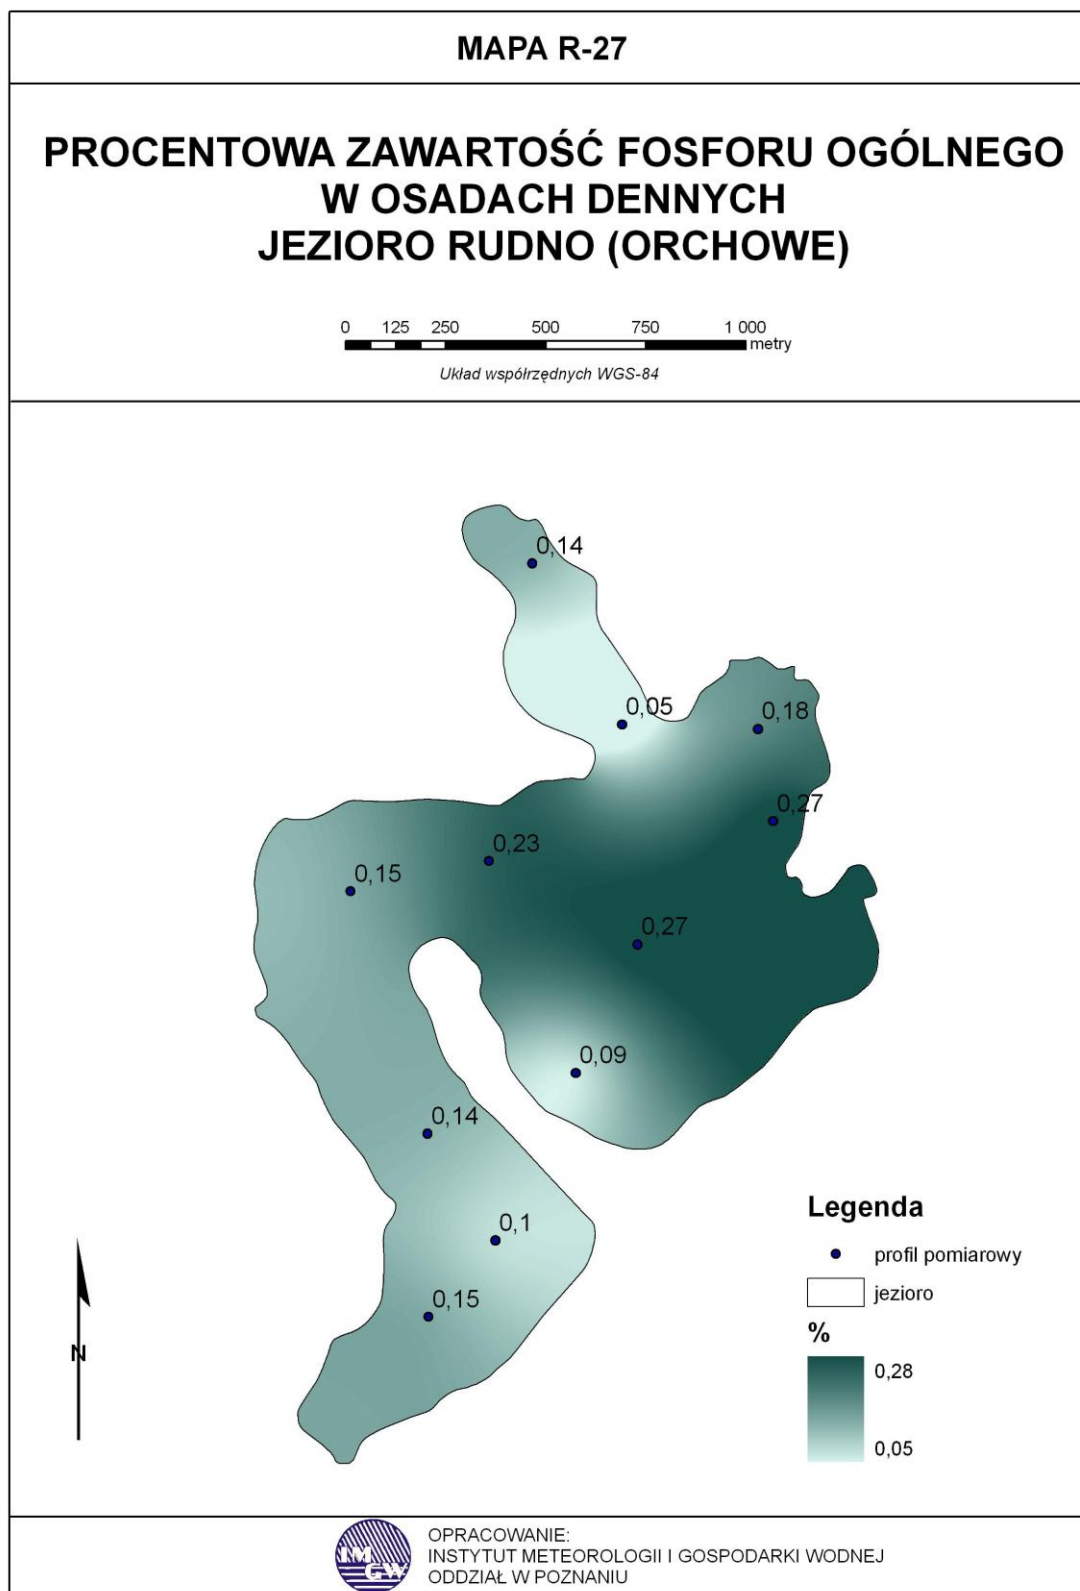 MAPA R-27
PROCENTOWA ZAWARTOŚĆ FOSFORU OGÓLNEGO
W OSADACH DENNYCH
JEZIORO RUDNO (ORCHOWE)
0 125 250 500 750 1 000
metry
Układ współrzędnych WGS-84
0,14
0,05
0,18
0,27
0,23
0,15
0,27
0,09
0,14
0,1
0,15
Legenda
profil pomiarowy
jezioro
%
0,28
0,05
N
IM
GW
OPRACOWANIE:
INSTYTUT METEOROLOGII I GOSPODARKI WODNEJ
ODDZIAŁ W POZNANIU